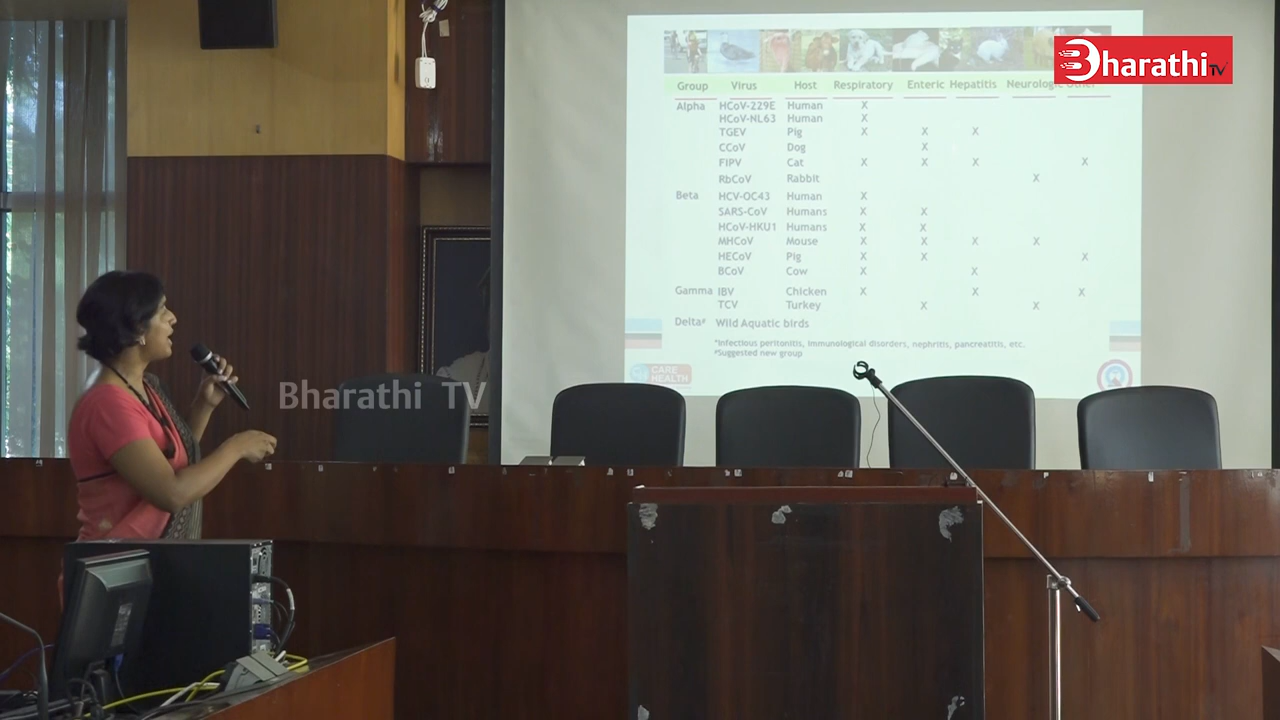 Bharathi TV
Group Virus Host Respiratory Enteric Hepatitis Neurologic Other
Alpha HCoV-229E Human X
HCoV-NL63 Human X
TGEV Pig X X X
CCoV Dog X
FIPV Cat X X X X
RbCoV Rabbit X
Beta HCV-OC43 Human X
SARS-CoV Humans X X
HCoV-HKU1 Humans X X
MHCoV Mouse X X X X
HECoV Pig X X X
BCoV Cow X X
Gamma IBV Chicken X X X
TCV Turkey X X
Delta# Wild Aquatic birds
*Infectious peritonitis, immunological disorders, nephritis, pancreatitis, etc.
#Suggested new group
CARE
HEALTH
Bharathi TV